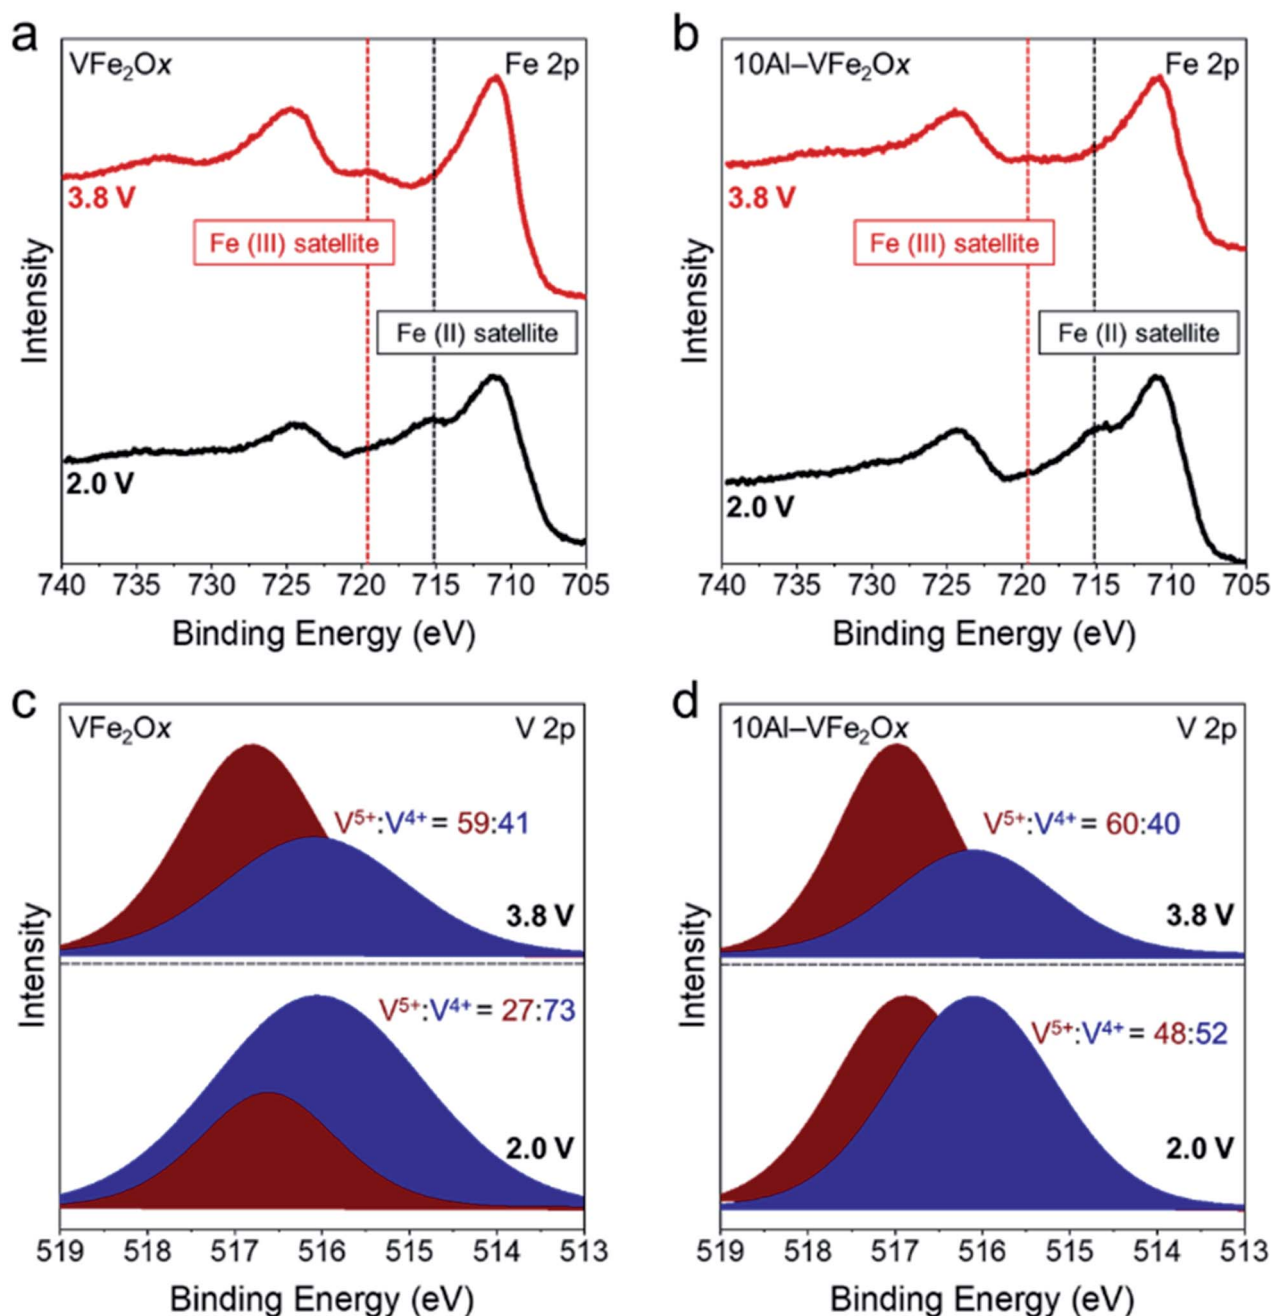 a
VFe₂Ox
Fe 2p
3.8 V
Fe (III) satellite
Fe (II) satellite
2.0 V
Intensity
740 735 730 725 720 715 710 705
Binding Energy (eV)
b
10Al–VFe₂Ox
Fe 2p
3.8 V
Fe (III) satellite
Fe (II) satellite
2.0 V
Intensity
740 735 730 725 720 715 710 705
Binding Energy (eV)
c
VFe₂Ox
V 2p
V⁵⁺:V⁴⁺ = 59:41
3.8 V
V⁵⁺:V⁴⁺ = 27:73
2.0 V
Intensity
519 518 517 516 515 514 513
Binding Energy (eV)
d
10Al–VFe₂Ox
V 2p
V⁵⁺:V⁴⁺ = 60:40
3.8 V
V⁵⁺:V⁴⁺ = 48:52
2.0 V
Intensity
519 518 517 516 515 514 513
Binding Energy (eV)